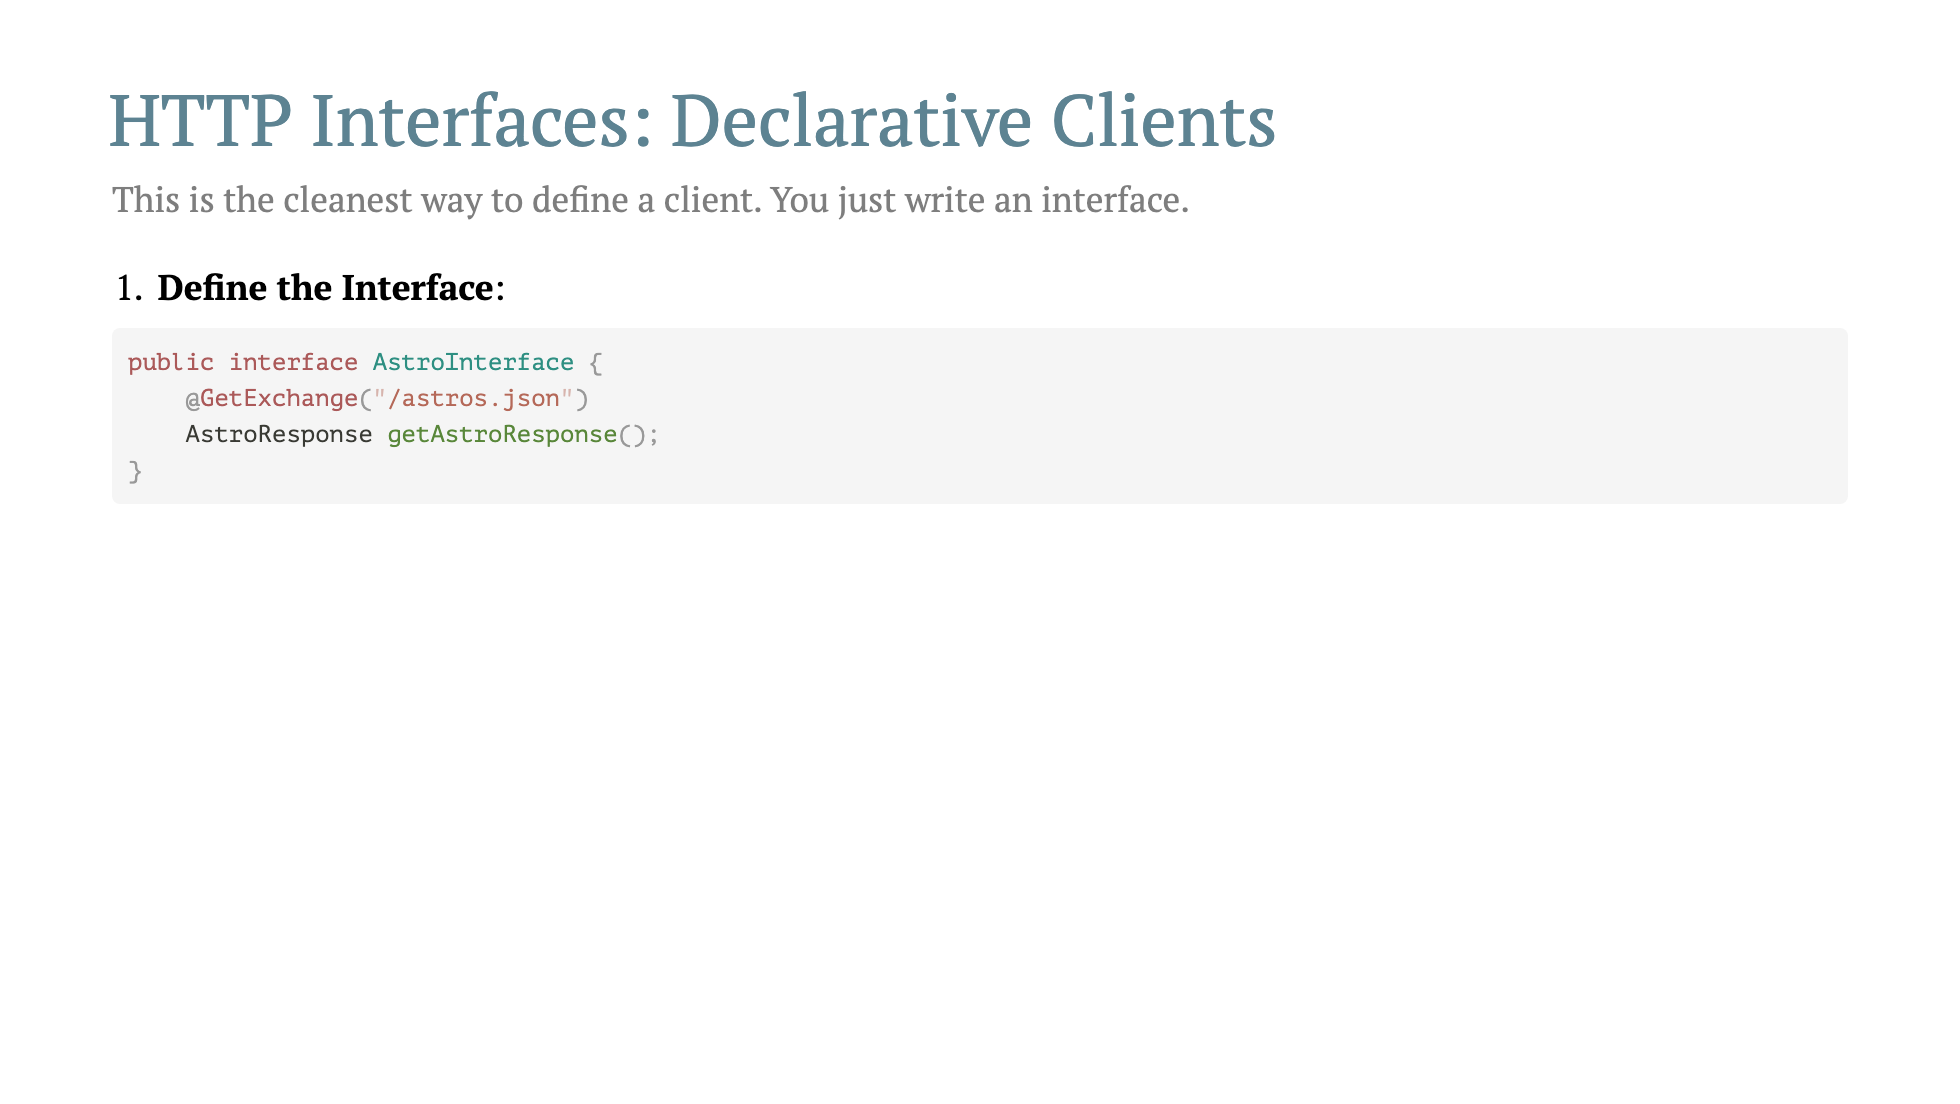 HTTP Interfaces: Declarative Clients
This is the cleanest way to define a client. You just write an interface.
1. Define the Interface:
public interface AstroInterface {
    @GetExchange("/astros.json")
    AstroResponse getAstroResponse();
}